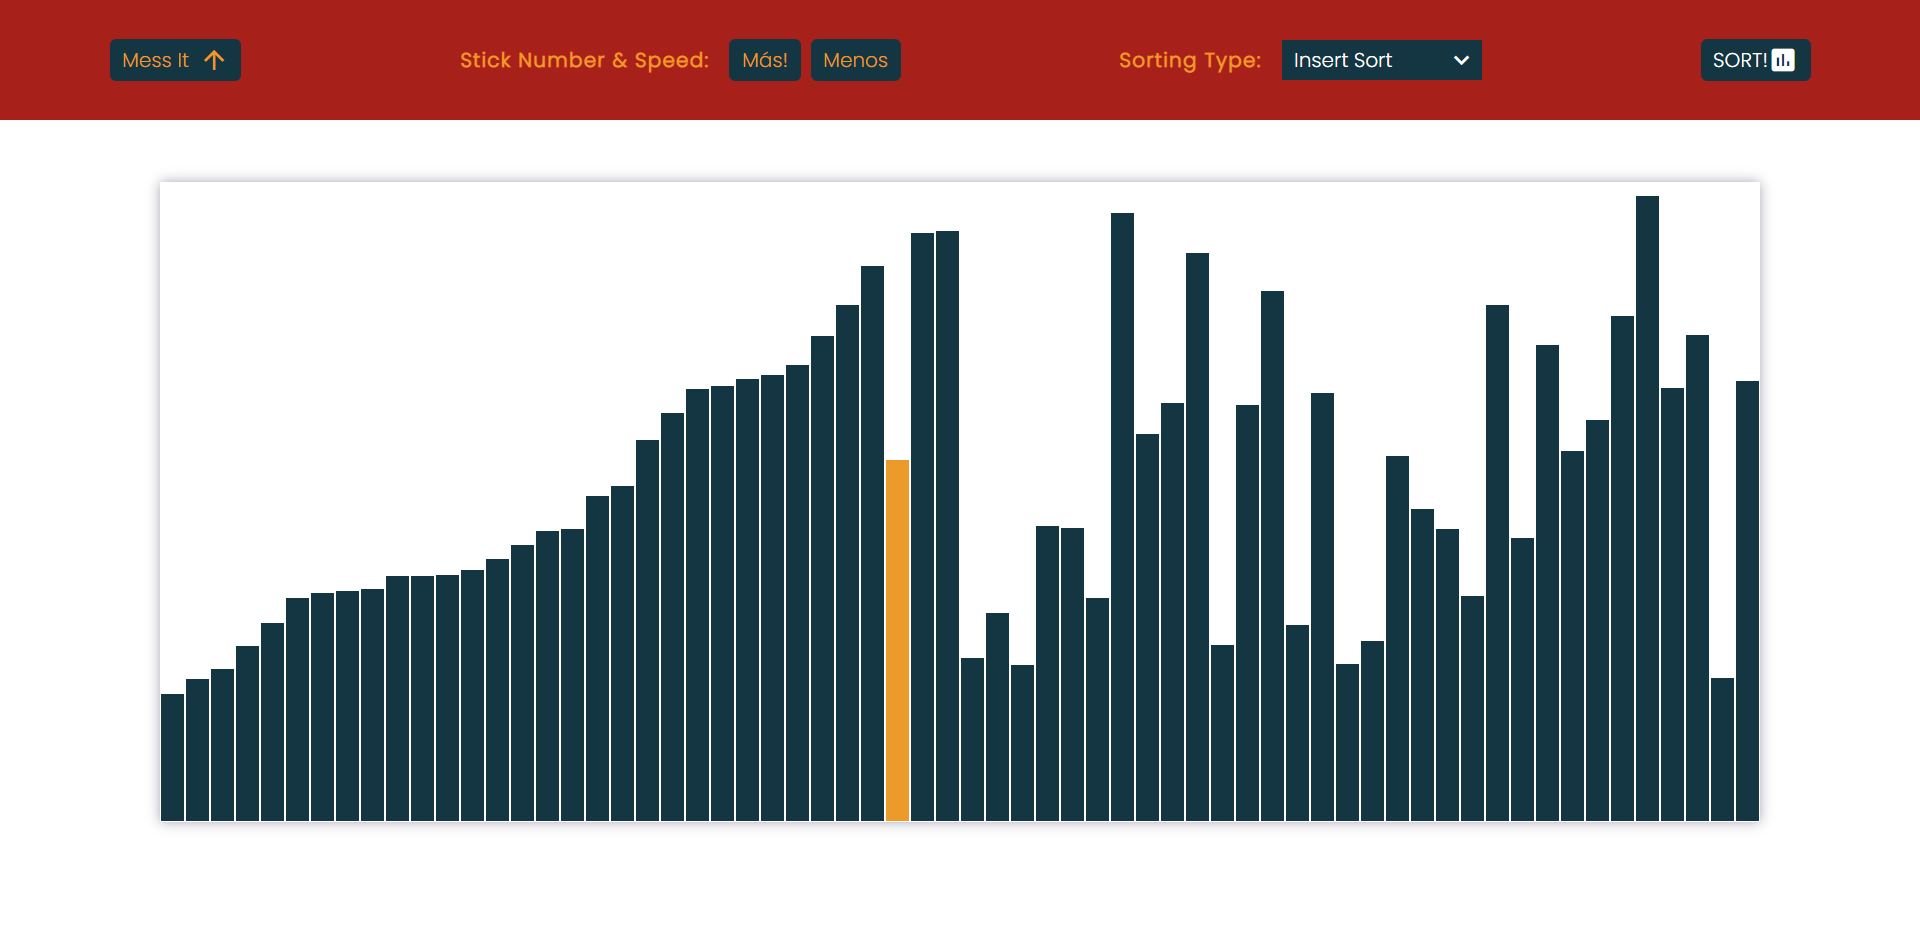 Mess It
Stick Number & Speed:
Más!
Menos
Sorting Type:
Insert Sort
SORT!